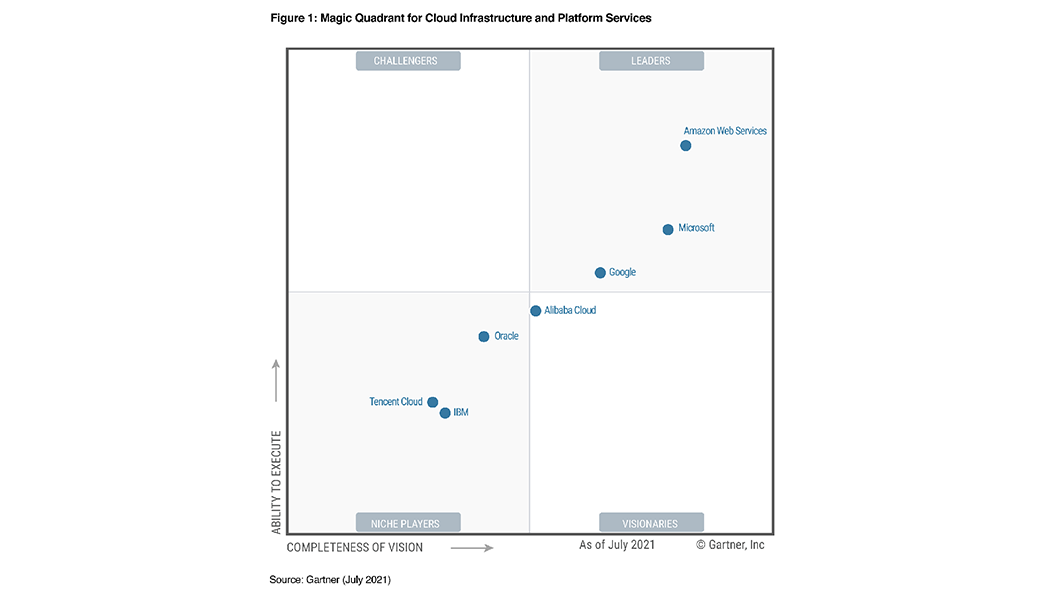 Figure 1: Magic Quadrant for Cloud Infrastructure and Platform Services
CHALLENGERS
LEADERS
Amazon Web Services
Microsoft
Google
Alibaba Cloud
Oracle
Tencent Cloud
IBM
ABILITY TO EXECUTE
NICHE PLAYERS
VISIONARIES
COMPLETENESS OF VISION
As of July 2021
© Gartner, Inc
Source: Gartner (July 2021)